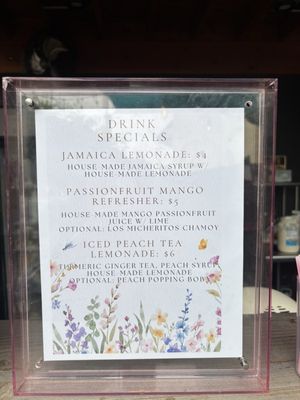 DRINK
SPECIALS
JAMAICA LEMONADE: $4
HOUSE MADE JAMAICA SYRUP W/
HOUSE MADE LEMONADE
PASSIONFRUIT MANGO
REFRESHER: $5
HOUSE MADE MANGO PASSIONFRUIT
JUICE W/ LIME
OPTIONAL: LOS MICHERITOS CHAMOY
ICED PEACH TEA
LEMONADE: $6
TURMERIC GINGER TEA, PEACH SYRUP
HOUSE MADE LEMONADE
OPTIONAL: PEACH POPPING BOBA